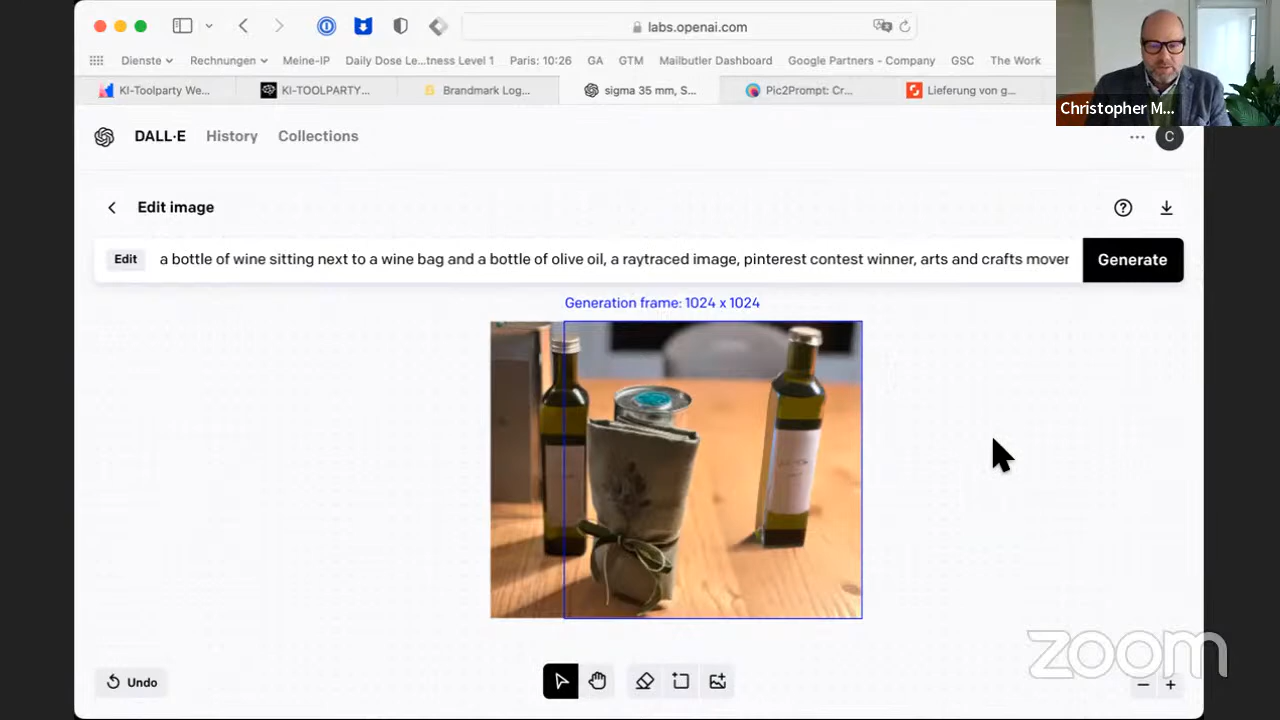 labs.openai.com
Dienste Rechnungen Meine-IP Daily Dose Le...tness Level 1 Paris: 10:26 GA GTM Mailbutler Dashboard Google Partners - Company GSC The Work
KI-Toolparty We... KI-TOOLPARTY... Brandmark Log... sigma 35 mm, S... Pic2Prompt: Cr... Lieferung von g...
Christopher M...
DALL·E History Collections
C
Edit image
Edit a bottle of wine sitting next to a wine bag and a bottle of olive oil, a raytraced image, pinterest contest winner, arts and crafts mover Generate
Generation frame: 1024 x 1024
zoom
Undo